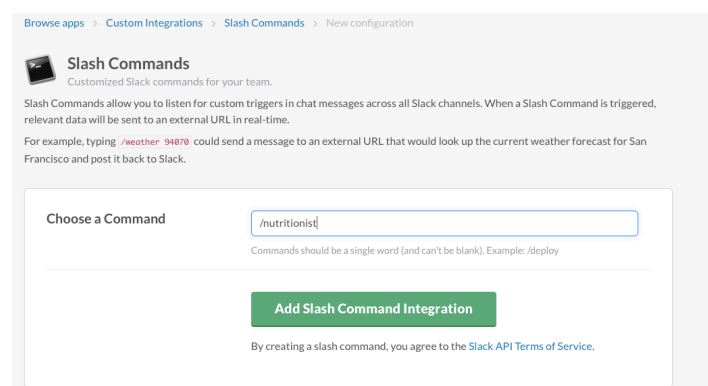 Browse apps > Custom Integrations > Slash Commands > New configuration
Slash Commands
Customized Slack commands for your team.
Slash Commands allow you to listen for custom triggers in chat messages across all Slack channels. When a Slash Command is triggered,
relevant data will be sent to an external URL in real-time.
For example, typing /weather 94070 could send a message to an external URL that would look up the current weather forecast for San
Francisco and post it back to Slack.
Choose a Command
/nutritionist
Commands should be a single word (and can't be blank). Example: /deploy
Add Slash Command Integration
By creating a slash command, you agree to the Slack API Terms of Service.